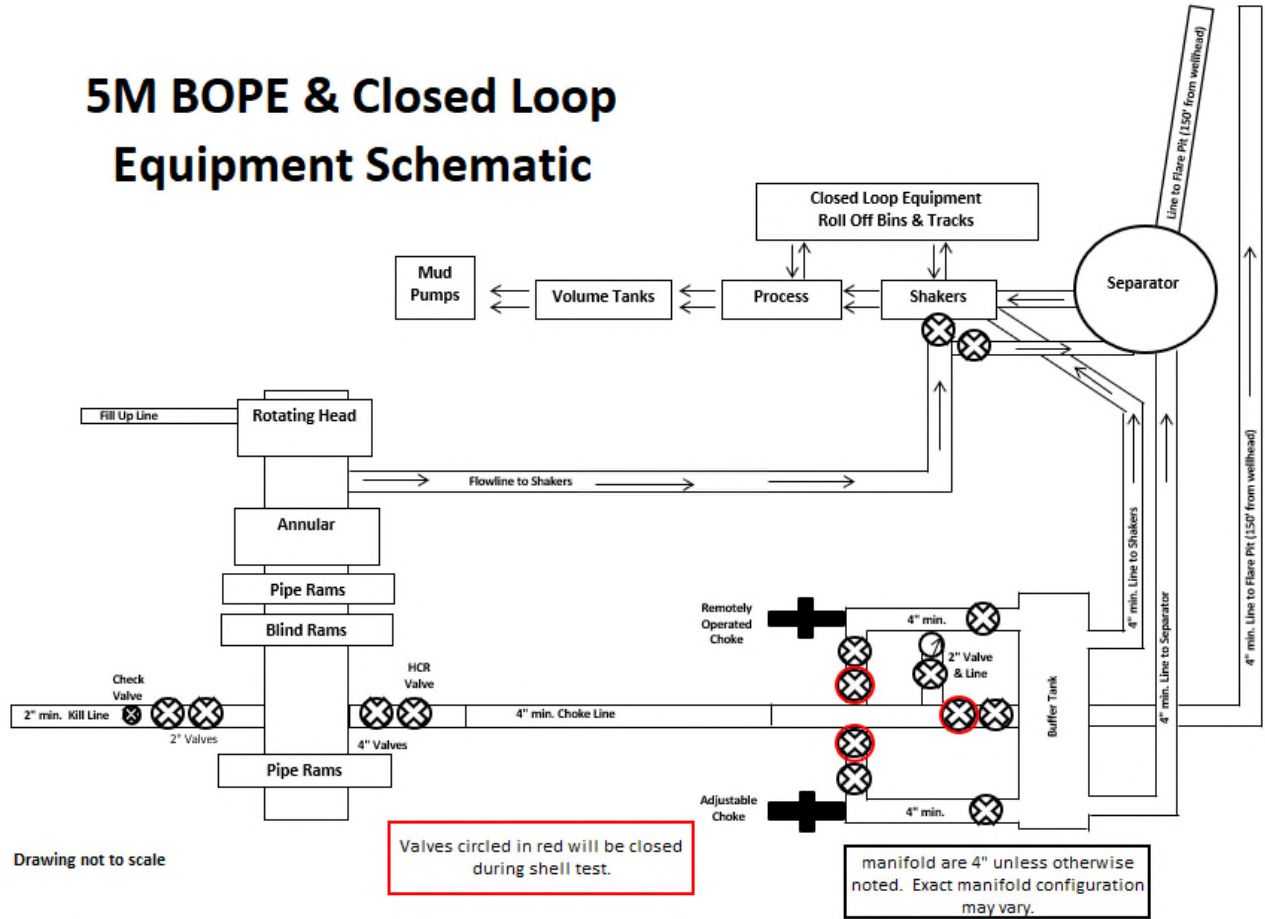 5M BOPE & Closed Loop
Equipment Schematic
Line to Flare Pit (150' from wellhead)
Closed Loop Equipment
Roll Off Bins & Tracks
Mud
Pumps
Volume Tanks
Process
Shakers
Separator
Fill Up Line
Rotating Head
Flowline to Shakers
Annular
Pipe Rams
Blind Rams
Check
Valve
2" min. Kill Line
2" Valves
HCR
Valve
4" Valves
4" min. Choke Line
Pipe Rams
Remotely
Operated
Choke
4" min.
2" Valve
& Line
Buffer Tank
Adjustable
Choke
4" min.
4" min. Line to Shakers
4" min. Line to Separator
4" min. Line to Flare Pit (150' from wellhead)
Drawing not to scale
Valves circled in red will be closed
during shell test.
manifold are 4" unless otherwise
noted. Exact manifold configuration
may vary.